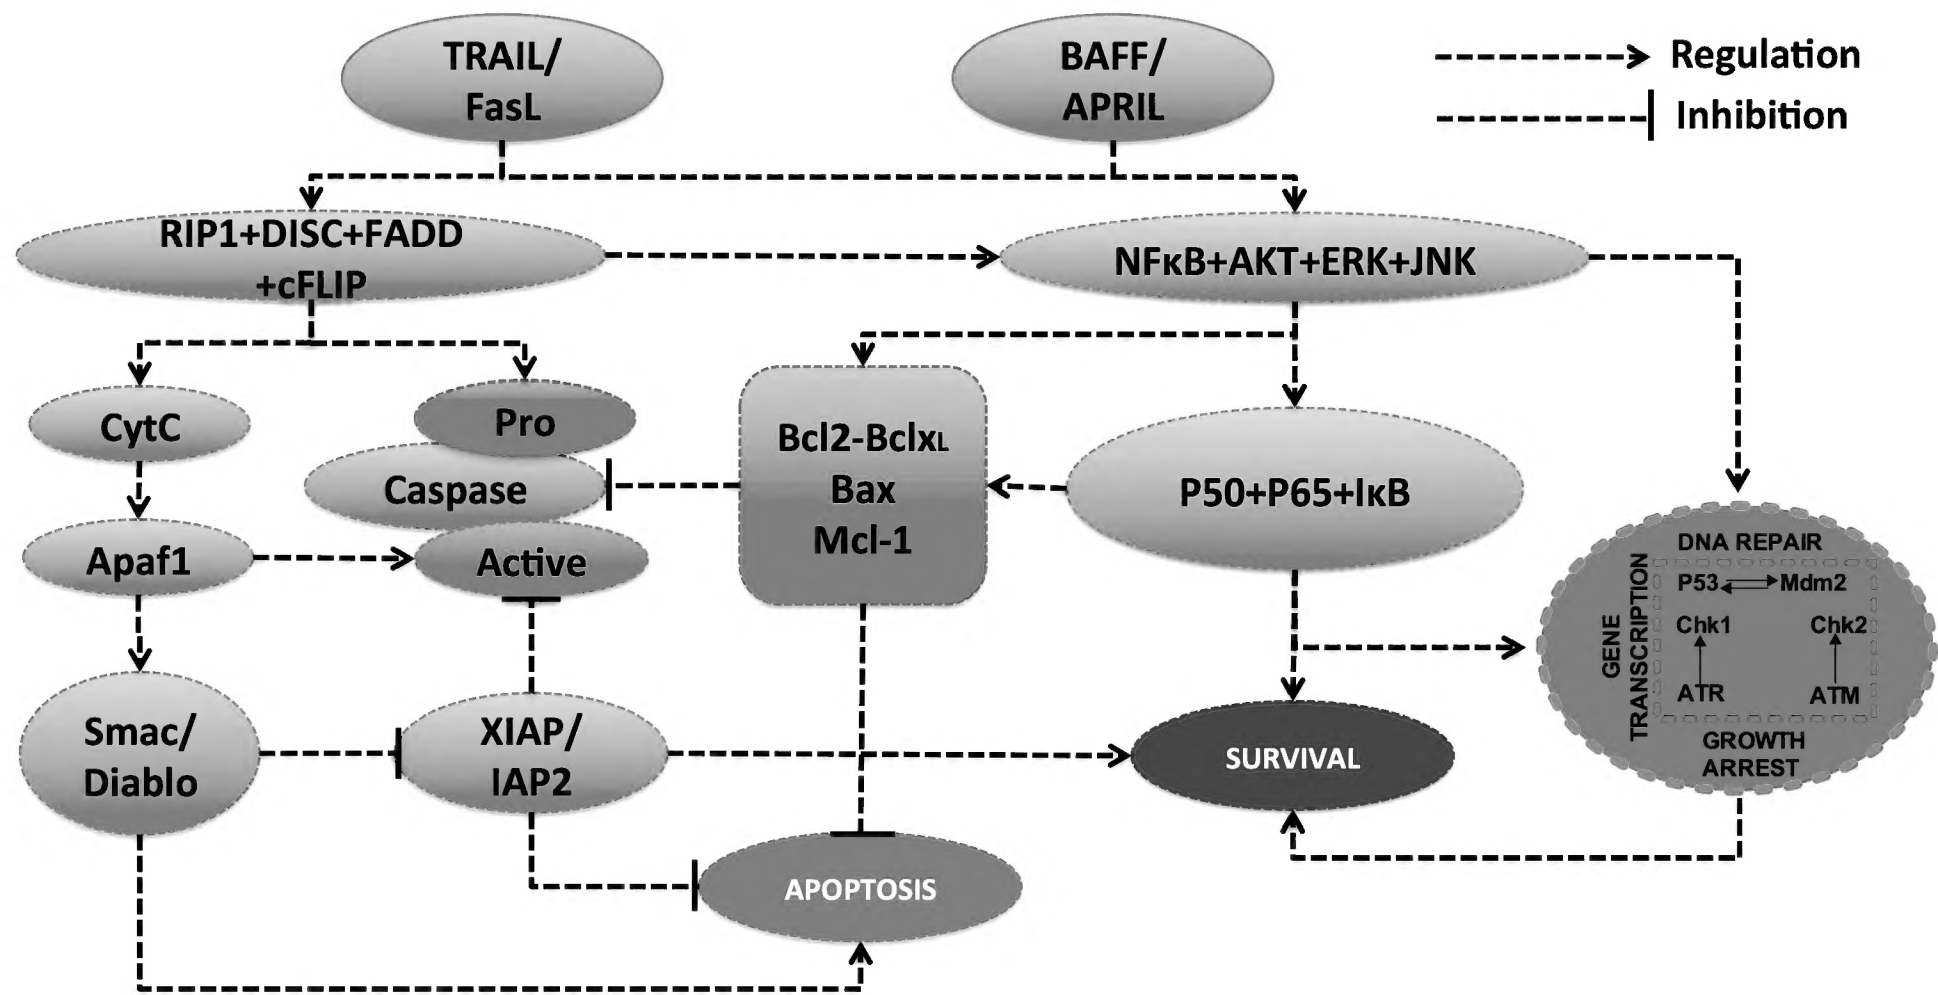 TRAIL/
FasL
BAFF/
APRIL
Regulation
Inhibition
RIP1+DISC+FADD
+cFLIP
NFκB+AKT+ERK+JNK
CytC
Pro
Caspase
Active
Apaf1
Bcl2-BclxL
Bax
Mcl-1
P50+P65+IκB
Smac/
Diablo
XIAP/
IAP2
SURVIVAL
APOPTOSIS
DNA REPAIR
GENE
TRANSCRIPTION
P53
Mdm2
Chk1
Chk2
ATR
ATM
GROWTH
ARREST